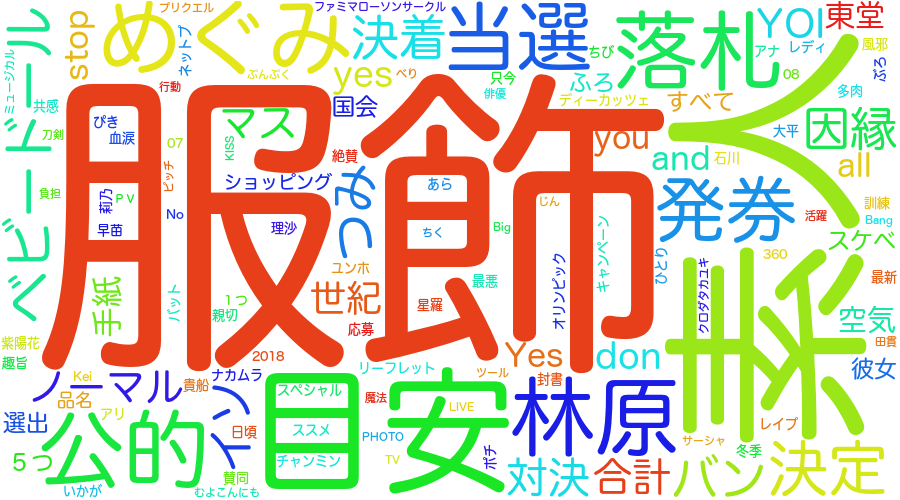 服飾
人業
目安
公的
林原
当選
落札
めぐみ
発券
因縁
決着
決定
対決
合計
バン
イン
ノーマル
ベビードール
マス
つみ
世紀
手紙
ショッピング
国会
stop
yes
Yes
you
and
all
don
YOI
東堂
空気
彼女
スケベ
すべて
ふろ
選出
品名
5つ
プリクエル
ファミマローソンサークル
ネットプ
ぶんぶく
べり
只今
俳優
ちび
アナ
レディ
風邪
08
ぶろ
多肉
ディーカッツェ
ミュージカル
共感
刀剣
行動
ぴき
血涙
07
KISS
絶賛
大平
石川
負担
莉乃
PV
ピッチ
No
早苗
理沙
あら
ちく
じん
Big
訓練
活躍
Bang
ユンホ
最悪
オリンピック
キャンペーン
ひとり
クロダタカユキ
360
最新
バット
1つ
親切
星羅
応募
紫陽花
趣旨
2018
田貫
Kei
貴船
ナカムラ
リーフレット
ツール
封書
スペシャル
魔法
LIVE
アリ
日頃
ススメ
PHOTO
レイプ
サーシャ
冬季
チャンミン
TV
ポチ
賛同
いかが
むよこんにも